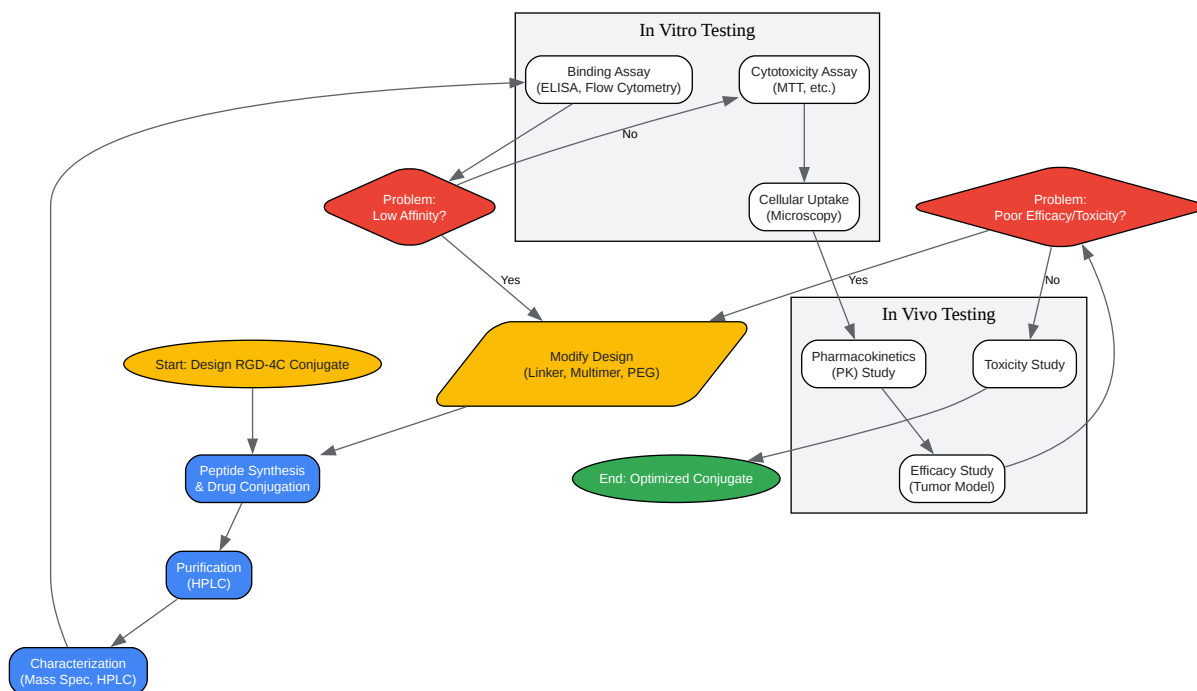 In Vitro Testing
Binding Assay
(ELISA, Flow Cytometry)
Cytotoxicity Assay
(MTT, etc.)
No
Problem:
Low Affinity?
Cellular Uptake
(Microscopy)
Problem:
Poor Efficacy/Toxicity?
Yes
Yes
No
In Vivo Testing
Start: Design RGD-4C Conjugate
Modify Design
(Linker, Multimer, PEG)
Pharmacokinetics
(PK) Study
Toxicity Study
Peptide Synthesis
& Drug Conjugation
End: Optimized Conjugate
Efficacy Study
(Tumor Model)
Purification
(HPLC)
Characterization
(Mass Spec, HPLC)